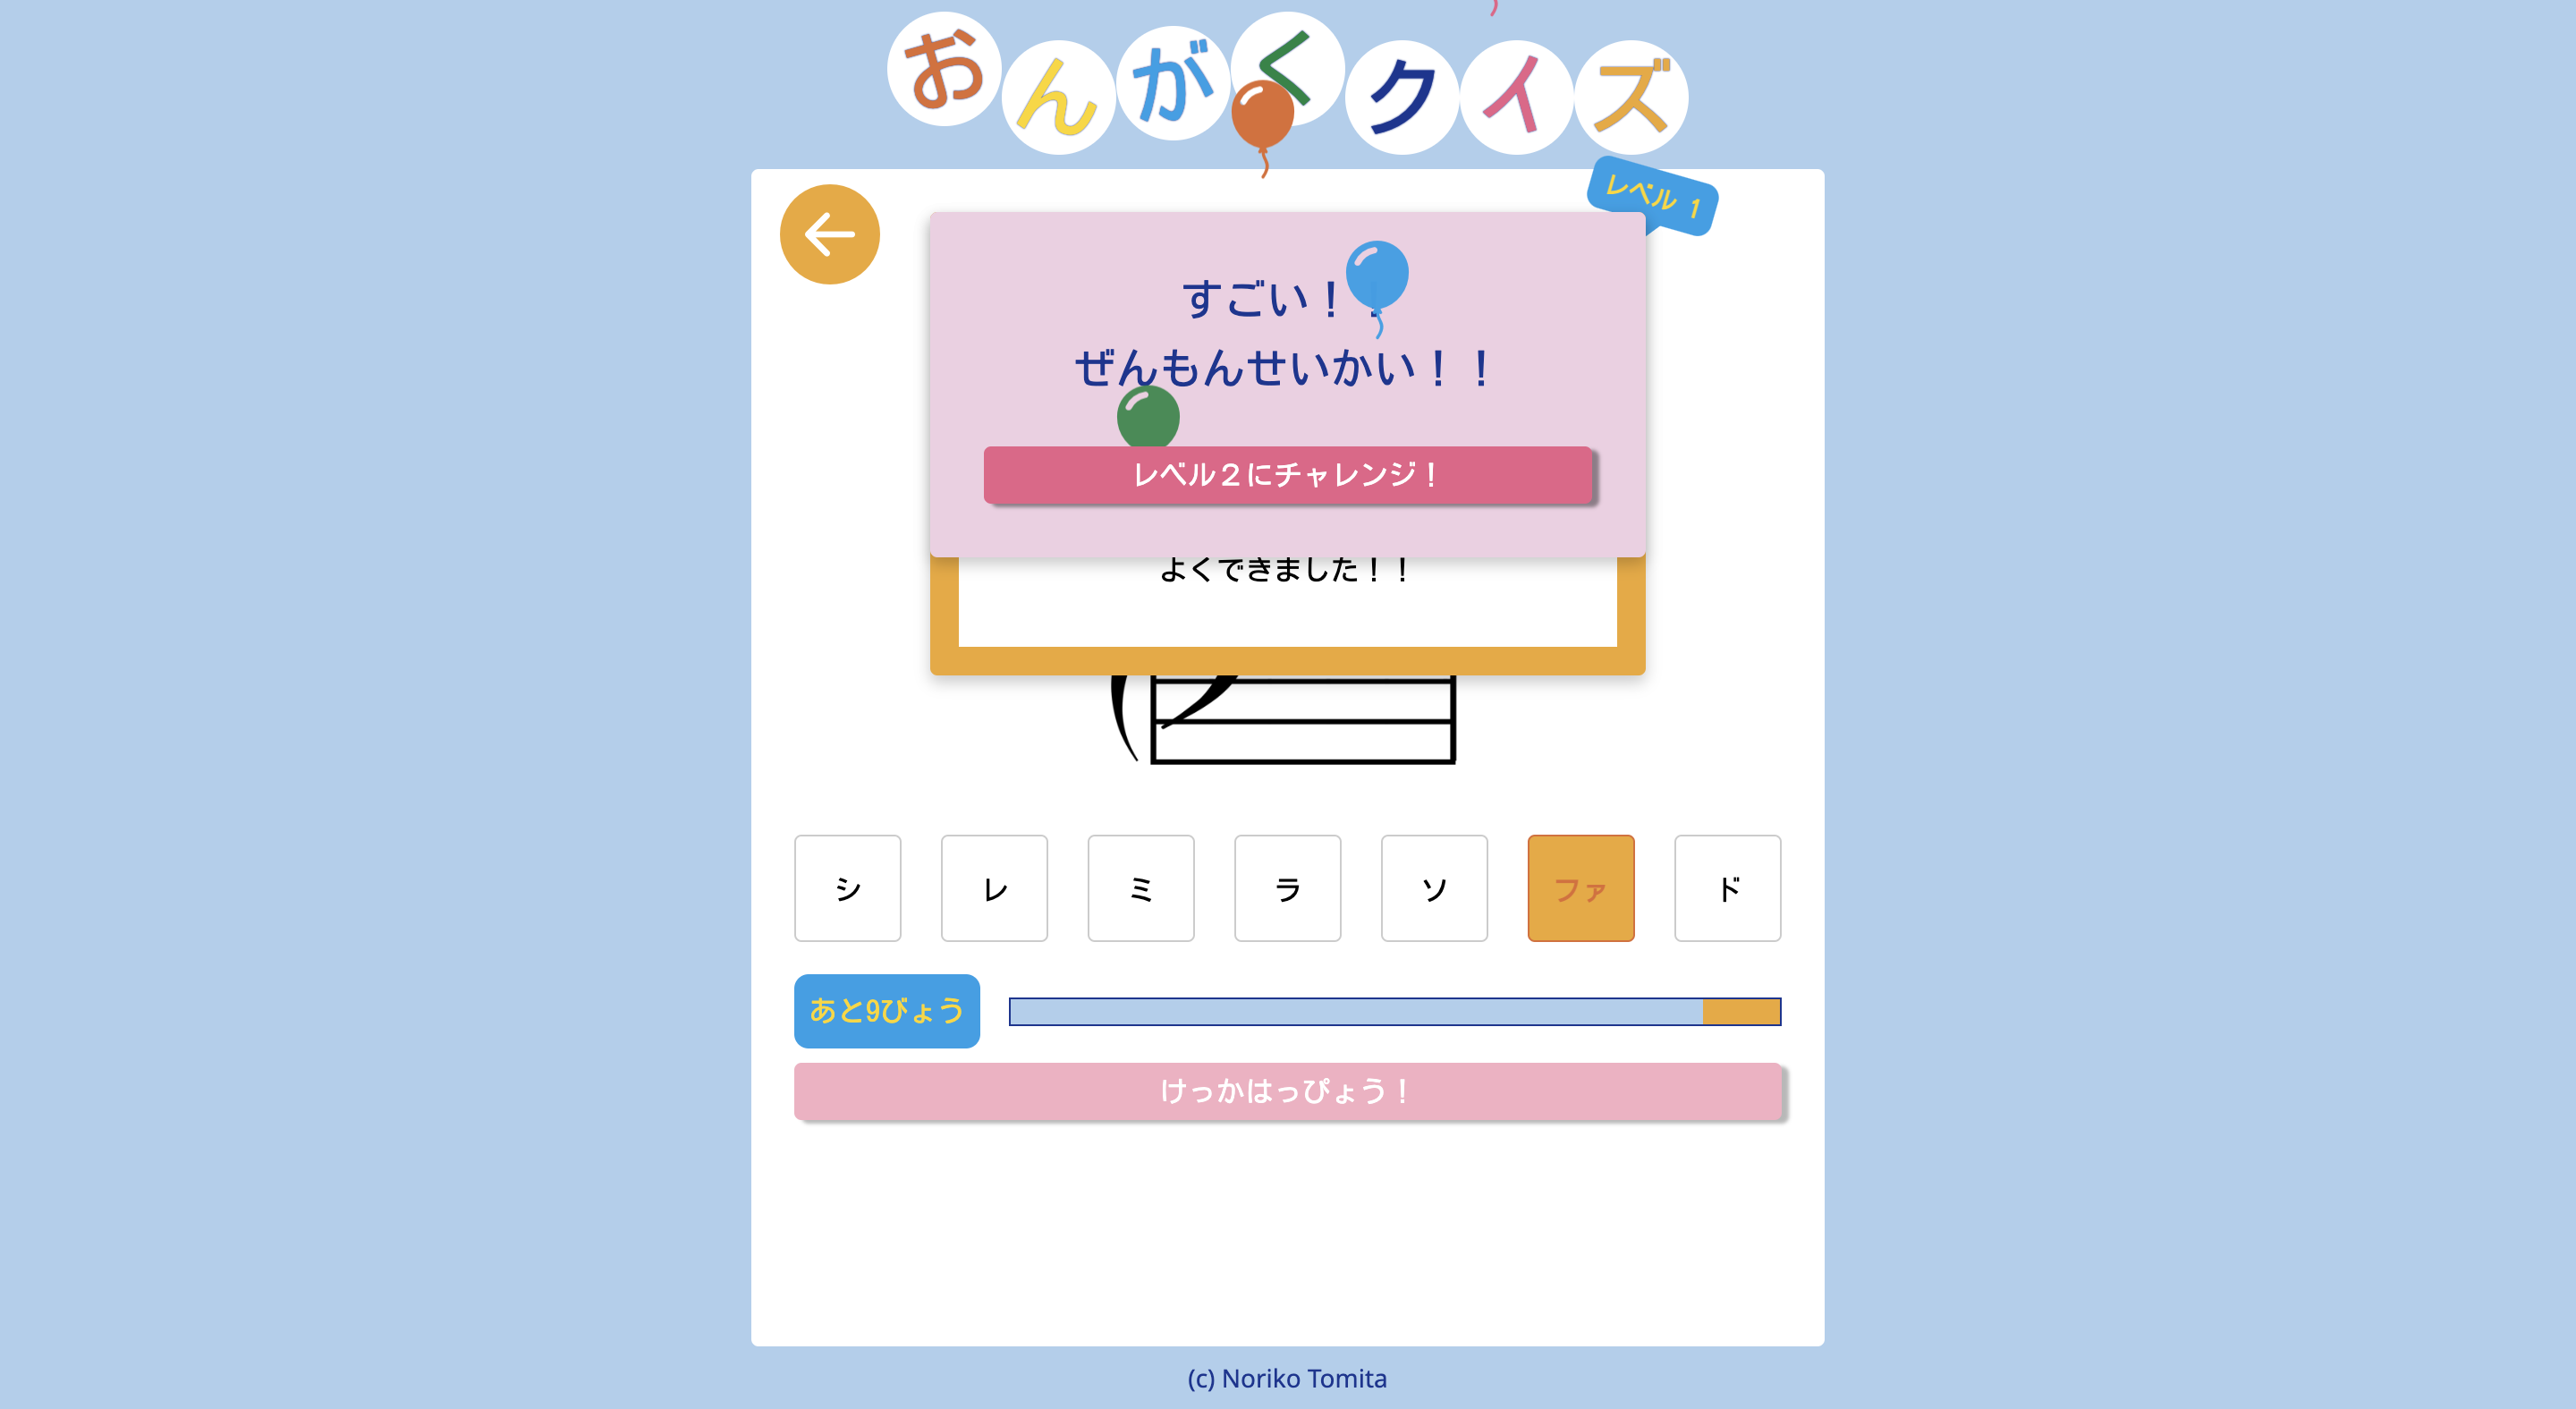 おんがくクイズ
レベル 1
すごい！！
ぜんもんせいかい！！
レベル２にチャレンジ！
よくできました！！
シ
レ
ミ
ラ
ソ
ファ
ド
あと9びょう
けっかはっぴょう！
(c) Noriko Tomita